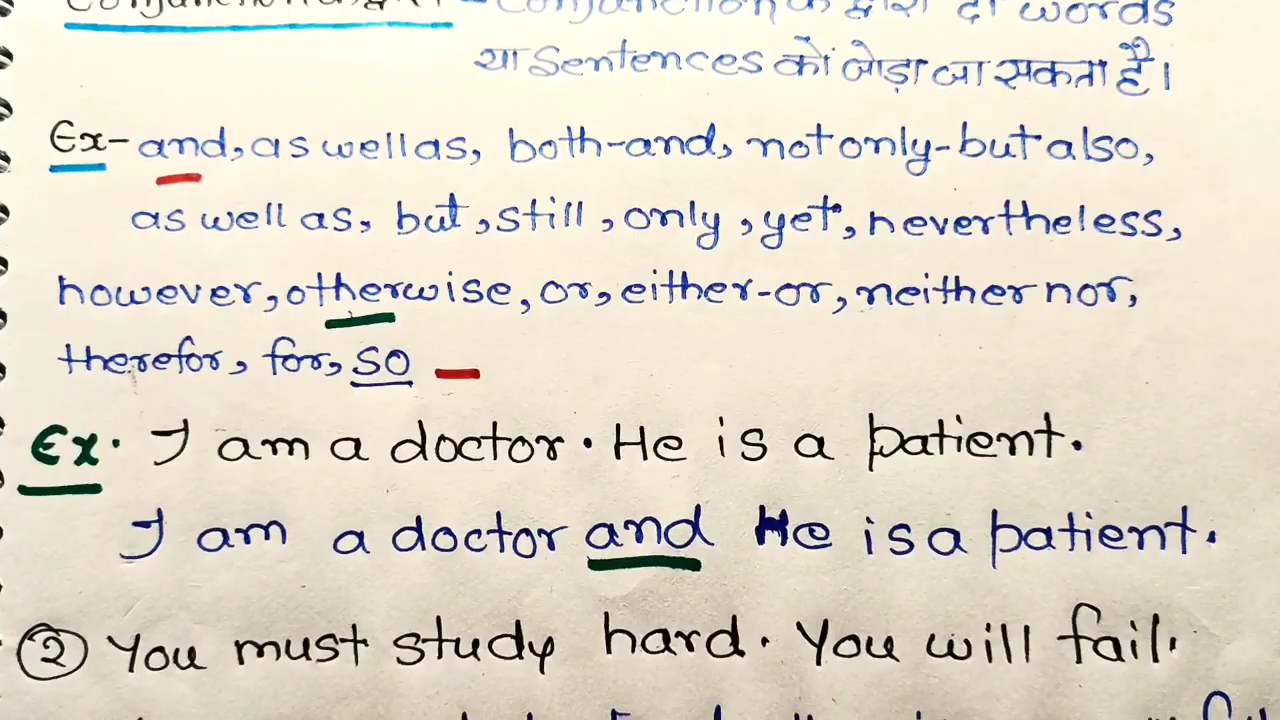 Conjunction के द्वारा दो words
या Sentences को जोड़ा जा सकता है।
Ex- and, as well as, both-and, not only-but also,
as well as, but, still, only, yet, nevertheless,
however, otherwise, or, either-or, neither nor,
therefor, for, so
Ex. I am a doctor. He is a patient.
I am a doctor and He is a patient.
② You must study hard. You will fail.